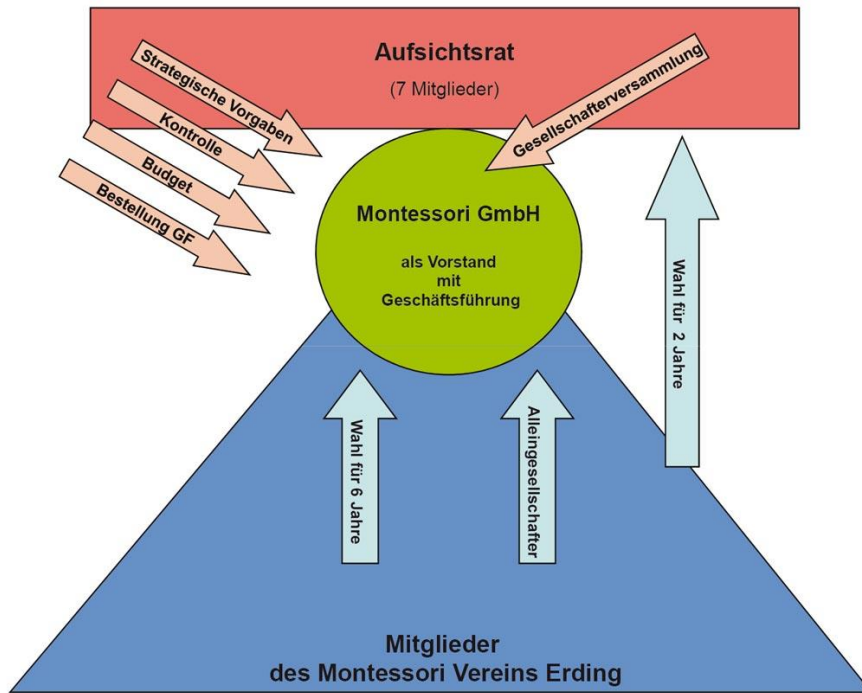 Aufsichtsrat
(7 Mitglieder)
Strategische Vorgaben
Kontrolle
Budget
Bestellung GF
Gesellschafterversammlung
Montessori GmbH
als Vorstand
mit
Geschäftsführung
Wahl für 2 Jahre
Wahl für 6 Jahre
Alleingesellschafter
Mitglieder
des Montessori Vereins Erding